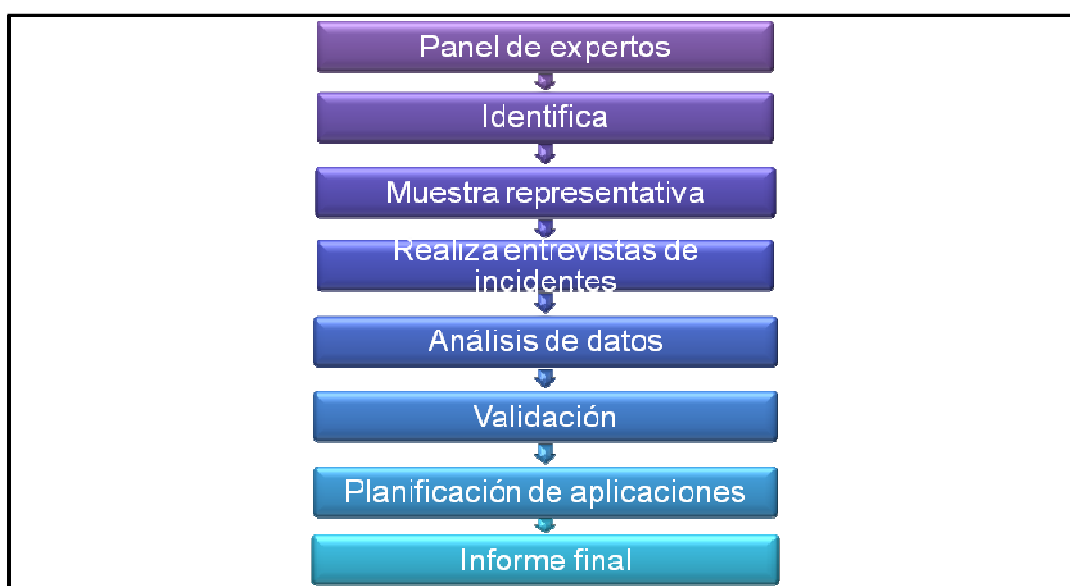 Panel de expertos
Identifica
Muestra representativa
Realiza entrevistas de
incidentes
Análisis de datos
Validación
Planificación de aplicaciones
Informe final